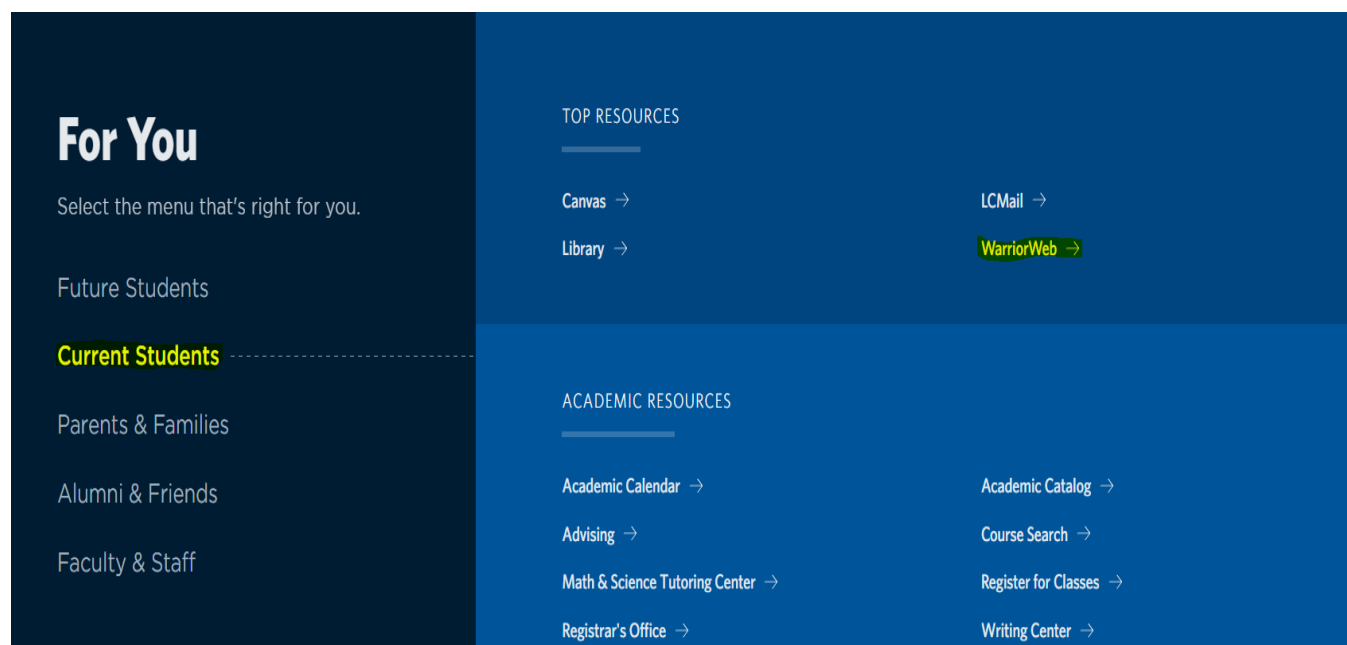 For You
Select the menu that's right for you.
Future Students
Current Students
Parents & Families
Alumni & Friends
Faculty & Staff
TOP RESOURCES
Canvas →
LCMail →
Library →
WarriorWeb →
ACADEMIC RESOURCES
Academic Calendar →
Academic Catalog →
Advising →
Course Search →
Math & Science Tutoring Center →
Register for Classes →
Registrar's Office →
Writing Center →